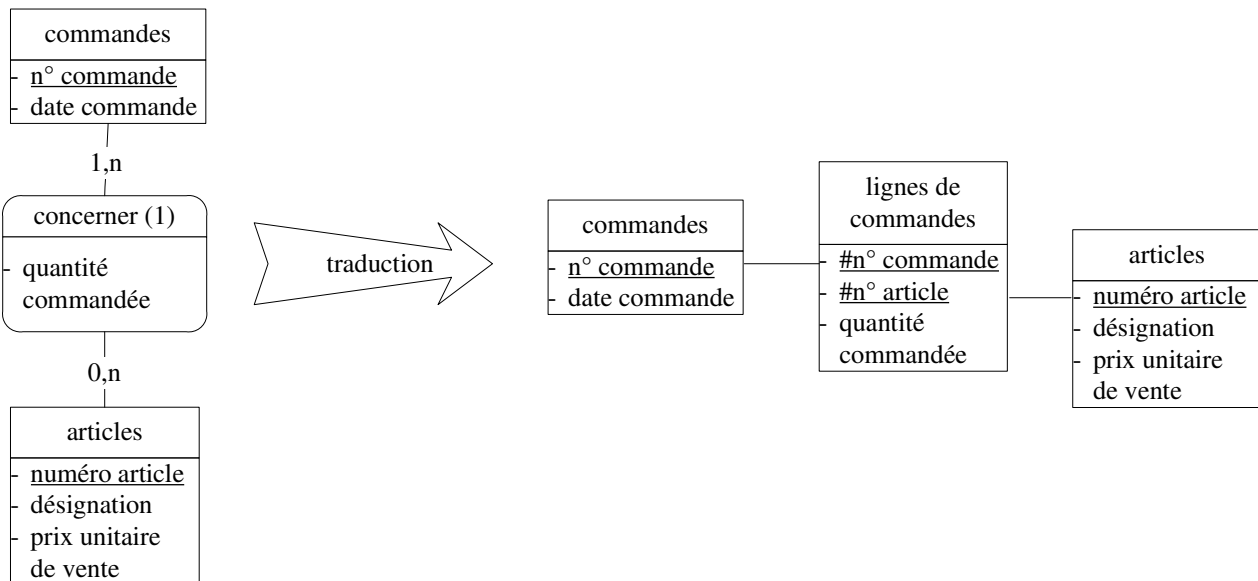 commandes
- n° commande
- date commande
1,n
concerner (1)
- quantité
commandée
0,n
articles
- numéro article
- désignation
- prix unitaire
de vente
traduction
commandes
- n° commande
- date commande
lignes de
commandes
- #n° commande
- #n° article
- quantité
commandée
articles
- numéro article
- désignation
- prix unitaire
de vente